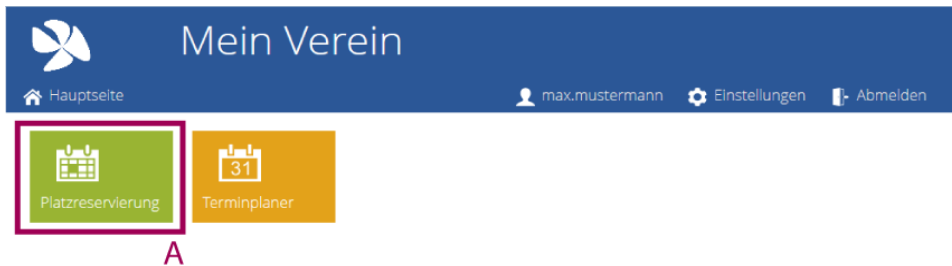 Mein Verein
Hauptseite max.mustermann Einstellungen Abmelden
31
Platzreservierung Terminplaner
A